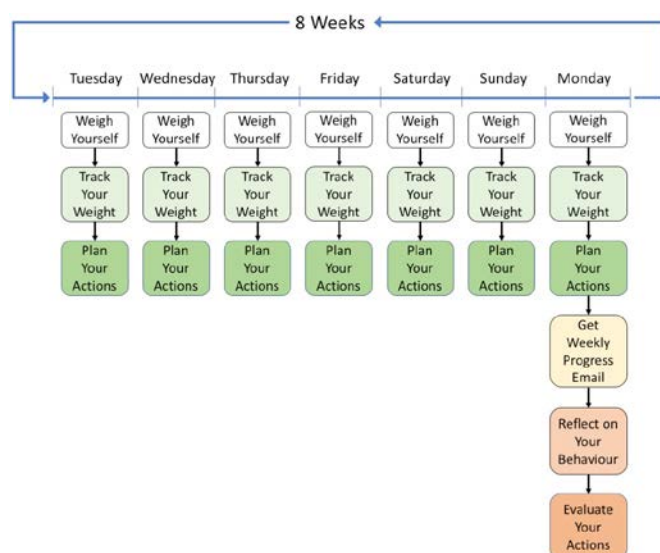 8 Weeks
Tuesday Wednesday Thursday Friday Saturday Sunday Monday
Weigh Weigh Weigh Weigh Weigh Weigh Weigh
Yourself Yourself Yourself Yourself Yourself Yourself Yourself
Track Track Track Track Track Track Track
Your Your Your Your Your Your Your
Weight Weight Weight Weight Weight Weight Weight
Plan Plan Plan Plan Plan Plan Plan
Your Your Your Your Your Your Your
Actions Actions Actions Actions Actions Actions Actions
Get
Weekly
Progress
Email
Reflect on
Your
Behaviour
Evaluate
Your
Actions